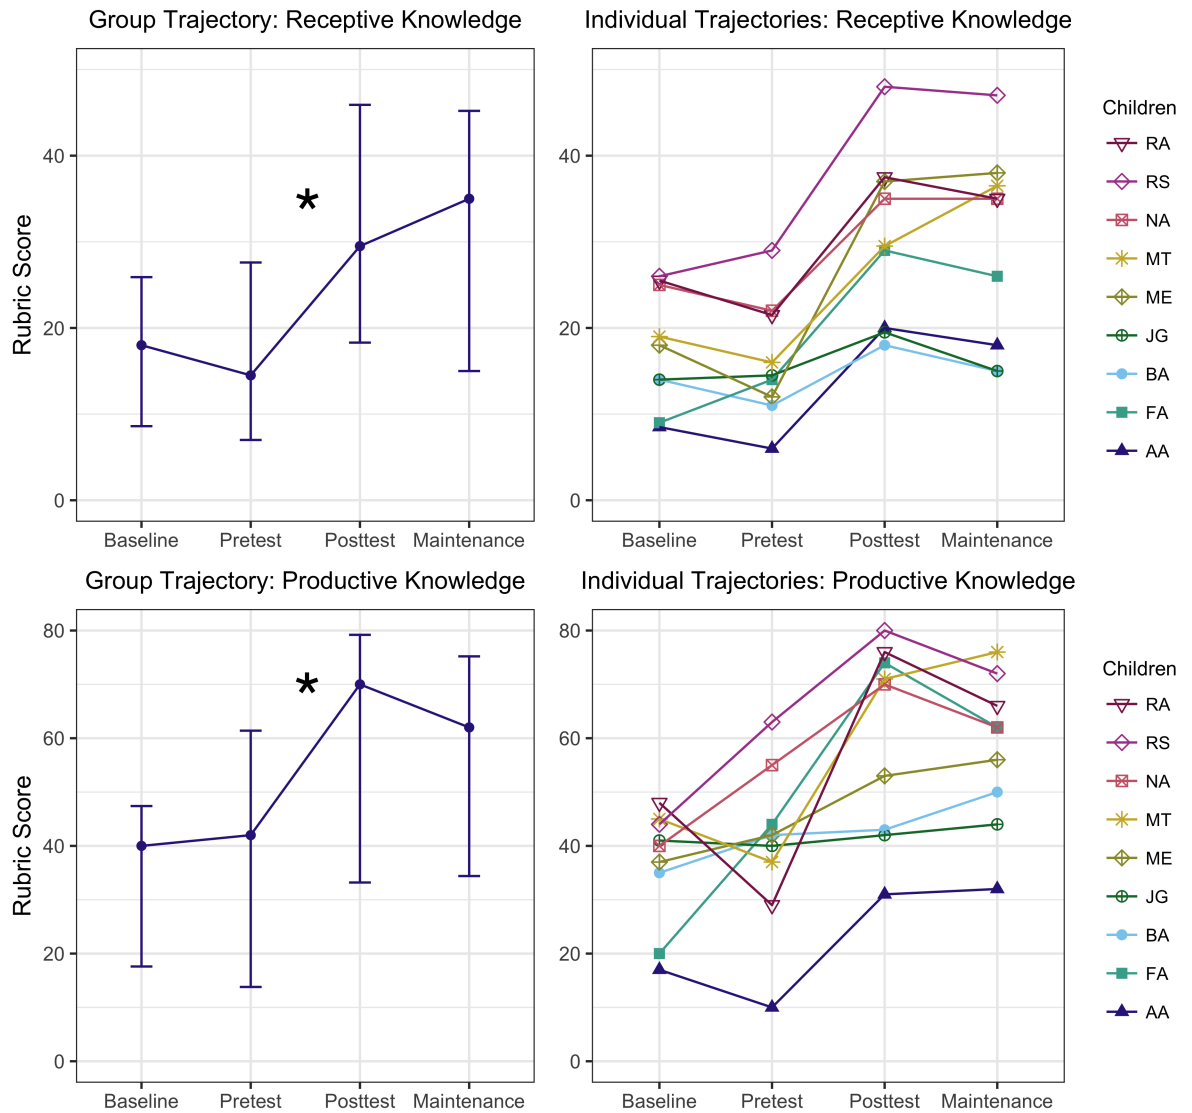 Group Trajectory: Receptive Knowledge
Individual Trajectories: Receptive Knowledge
Rubric Score
40
20
0
*
Baseline Pretest Posttest Maintenance
40
20
0
Baseline Pretest Posttest Maintenance
Children
RA
RS
NA
MT
ME
JG
BA
FA
AA
Group Trajectory: Productive Knowledge
Individual Trajectories: Productive Knowledge
Rubric Score
80
60
40
20
0
*
Baseline Pretest Posttest Maintenance
80
60
40
20
0
Baseline Pretest Posttest Maintenance
Children
RA
RS
NA
MT
ME
JG
BA
FA
AA